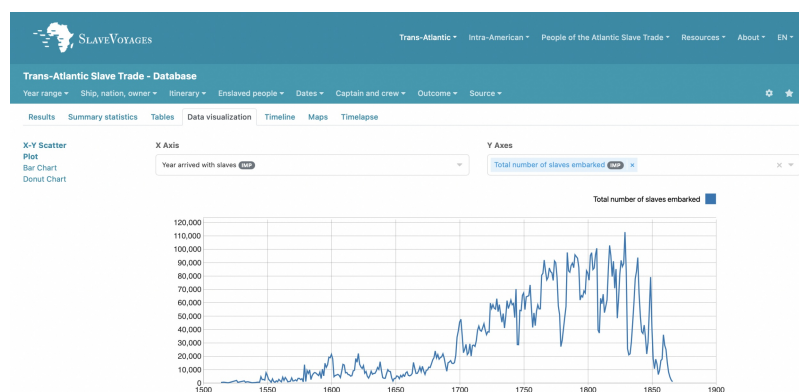 SLAVEVOYAGES
Trans-Atlantic Intra-American People of the Atlantic Slave Trade Resources About EN
Trans-Atlantic Slave Trade - Database
Year range Ship, nation, owner Itinerary Enslaved people Dates Captain and crew Outcome Source
Results Summary statistics Tables Data visualization Timeline Maps Timelapse
X-Y Scatter Plot
Bar Chart
Donut Chart
X Axis
Year arrived with slaves IMP
Y Axes
Total number of slaves embarked IMP ×
×
Total number of slaves embarked
120,000
110,000
100,000
90,000
80,000
70,000
60,000
50,000
40,000
30,000
20,000
10,000
0
1500 1550 1600 1650 1700 1750 1800 1850 1900